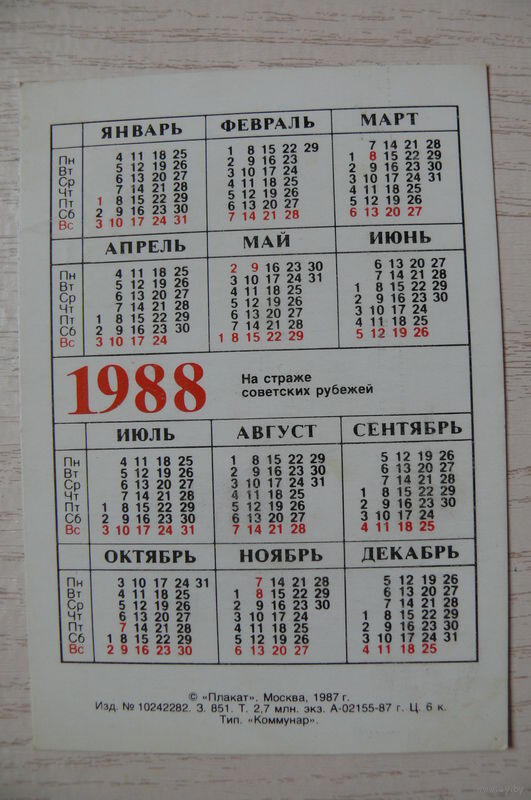 ЯНВАРЬ ФЕВРАЛЬ МАРТ
Пн 4 11 18 25 1 8 15 22 29 7 14 21 28
Вт 5 12 19 26 2 9 16 23 1 8 15 22 29
Ср 6 13 20 27 3 10 17 24 2 9 16 23 30
Чт 7 14 21 28 4 11 18 25 3 10 17 24 31
Пт 1 8 15 22 29 5 12 19 26 4 11 18 25
Сб 2 9 16 23 30 6 13 20 27 5 12 19 26
Вс 3 10 17 24 31 7 14 21 28 6 13 20 27
АПРЕЛЬ МАЙ ИЮНЬ
Пн 4 11 18 25 2 9 16 23 30 6 13 20 27
Вт 5 12 19 26 3 10 17 24 31 7 14 21 28
Ср 6 13 20 27 4 11 18 25 1 8 15 22 29
Чт 7 14 21 28 5 12 19 26 2 9 16 23 30
Пт 1 8 15 22 29 6 13 20 27 3 10 17 24
Сб 2 9 16 23 30 7 14 21 28 4 11 18 25
Вс 3 10 17 24 1 8 15 22 29 5 12 19 26
1988 На страже
советских рубежей
ИЮЛЬ АВГУСТ СЕНТЯБРЬ
Пн 4 11 18 25 1 8 15 22 29 5 12 19 26
Вт 5 12 19 26 2 9 16 23 30 6 13 20 27
Ср 6 13 20 27 3 10 17 24 31 7 14 21 28
Чт 7 14 21 28 4 11 18 25 1 8 15 22 29
Пт 1 8 15 22 29 5 12 19 26 2 9 16 23 30
Сб 2 9 16 23 30 6 13 20 27 3 10 17 24
Вс 3 10 17 24 31 7 14 21 28 4 11 18 25
ОКТЯБРЬ НОЯБРЬ ДЕКАБРЬ
Пн 3 10 17 24 31 7 14 21 28 5 12 19 26
Вт 4 11 18 25 1 8 15 22 29 6 13 20 27
Ср 5 12 19 26 2 9 16 23 30 7 14 21 28
Чт 6 13 20 27 3 10 17 24 1 8 15 22 29
Пт 7 14 21 28 4 11 18 25 2 9 16 23 30
Сб 1 8 15 22 29 5 12 19 26 3 10 17 24 31
Вс 2 9 16 23 30 6 13 20 27 4 11 18 25
© «Плакат». Москва, 1987 г.
Изд. № 10242282. З. 851. Т. 2,7 млн. экз. А-02155-87 г. Ц. 6 к.
Тип. «Коммунар».